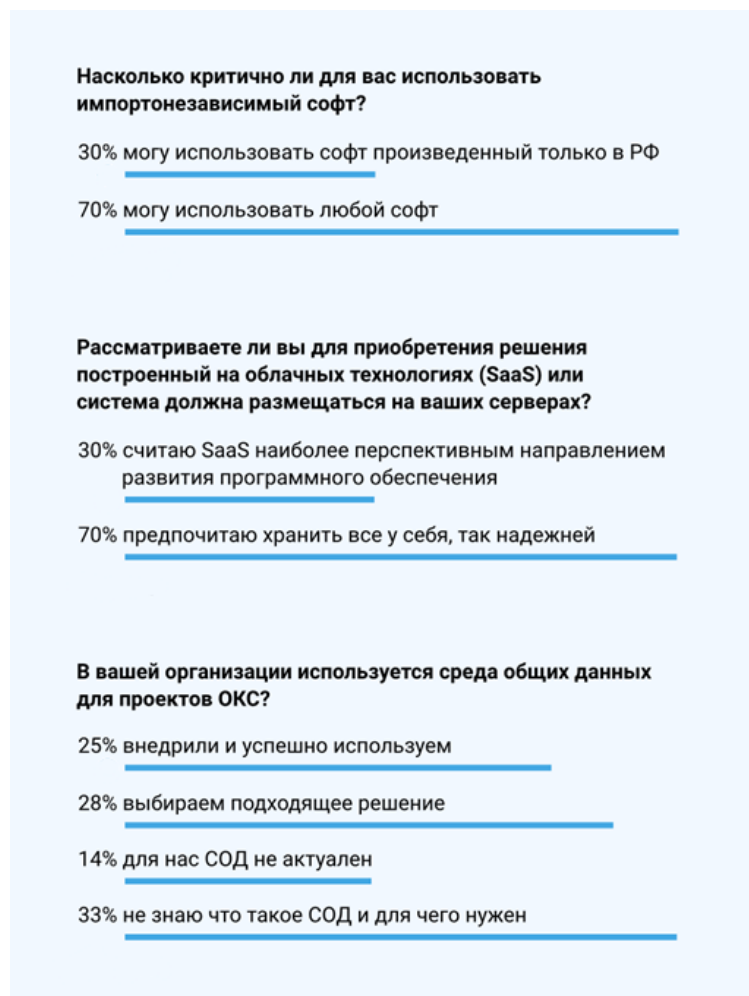 Насколько критично ли для вас использовать
импортонезависимый софт?
30% могу использовать софт произведенный только в РФ
70% могу использовать любой софт
Рассматриваете ли вы для приобретения решения
построенный на облачных технологиях (SaaS) или
система должна размещаться на ваших серверах?
30% считаю SaaS наиболее перспективным направлением
развития программного обеспечения
70% предпочитаю хранить все у себя, так надежней
В вашей организации используется среда общих данных
для проектов ОКС?
25% внедрили и успешно используем
28% выбираем подходящее решение
14% для нас СОД не актуален
33% не знаю что такое СОД и для чего нужен